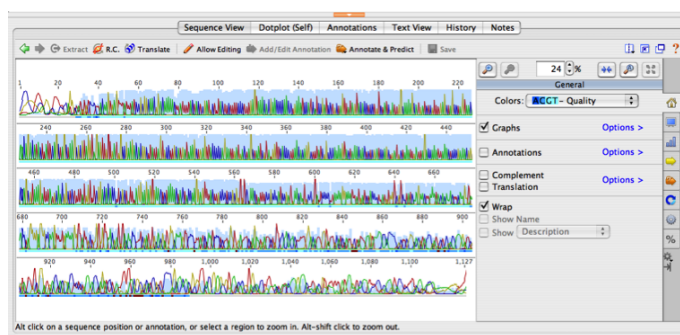 Sequence View Dotplot (Self) Annotations Text View History Notes
Extract R.C. Translate Allow Editing Add/Edit Annotation Annotate & Predict Save ?
24 %
General
Colors: ACGT - Quality
Graphs Options >
Annotations Options >
Complement
Translation Options >
Wrap
Show Name
Show Description
%
1 20 40 60 80 100 120 140 160 180 200 220
240 260 280 300 320 340 360 380 400 420 440
460 480 500 520 540 560 580 600 620 640 660
680 700 720 740 760 780 800 820 840 860 880 900
920 940 960 980 1,000 1,020 1,040 1,060 1,080 1,100 1,127
Alt click on a sequence position or annotation, or select a region to zoom in. Alt-shift click to zoom out.